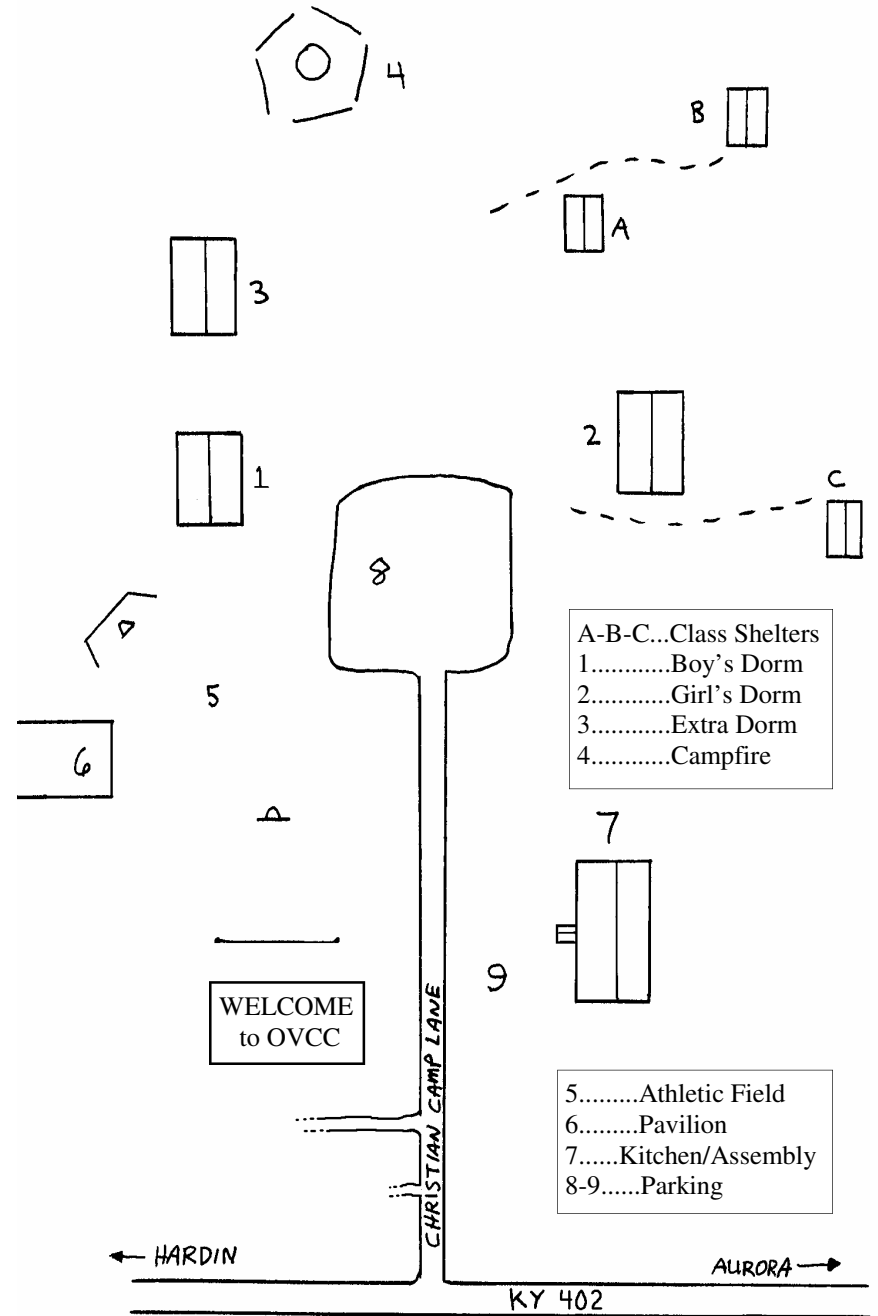 4
B
A
3
2
1
C
8
A-B-C...Class Shelters
1............Boy's Dorm
2............Girl's Dorm
3............Extra Dorm
4............Campfire
5
6
7
9
WELCOME
to OVCC
CHRISTIAN CAMP LANE
5.........Athletic Field
6.........Pavilion
7......Kitchen/Assembly
8-9......Parking
← HARDIN
AURORA →
KY 402